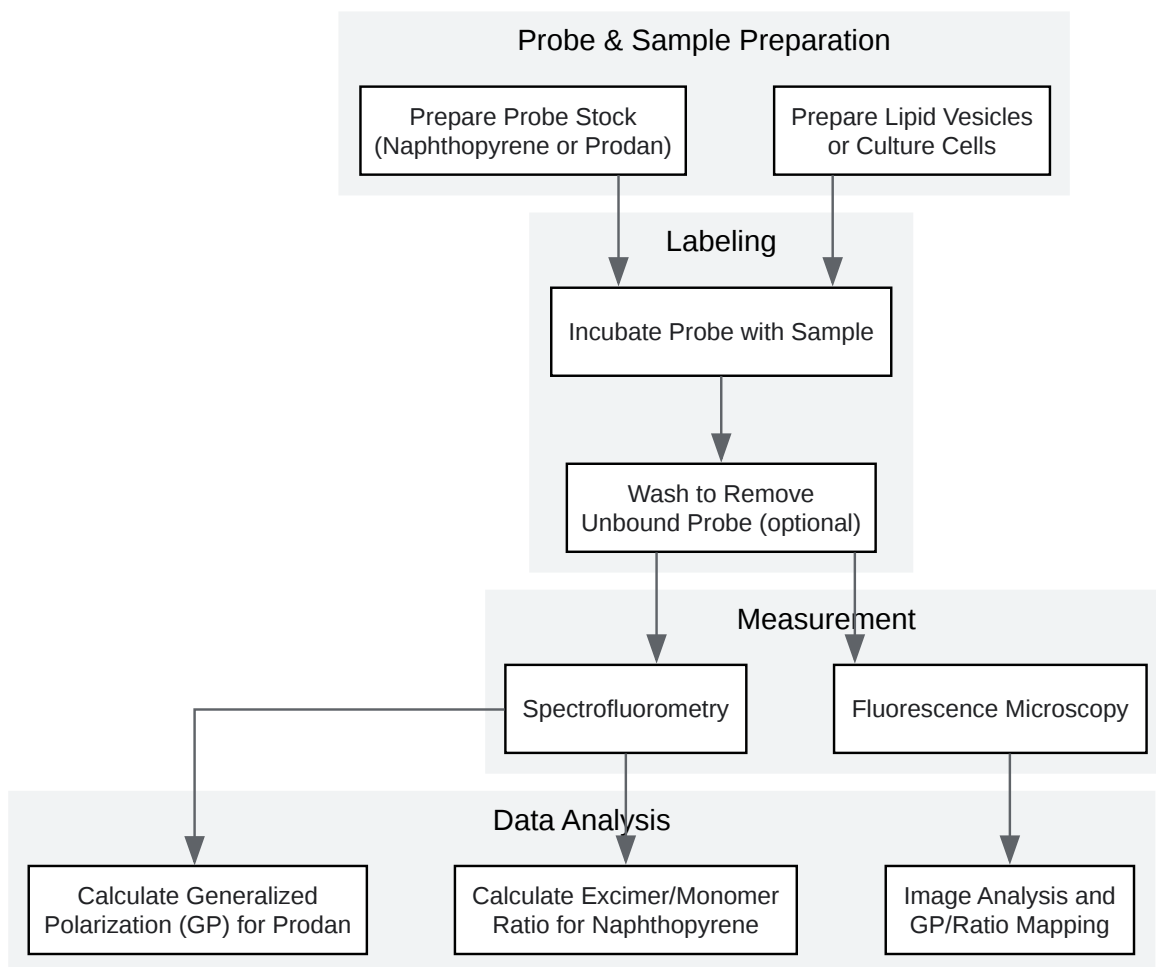 Probe & Sample Preparation
Prepare Probe Stock
(Naphthopyrene or Prodan)
Prepare Lipid Vesicles
or Culture Cells
Labeling
Incubate Probe with Sample
Wash to Remove
Unbound Probe (optional)
Measurement
Spectrofluorometry
Fluorescence Microscopy
Data Analysis
Calculate Generalized
Polarization (GP) for Prodan
Calculate Excimer/Monomer
Ratio for Naphthopyrene
Image Analysis and
GP/Ratio Mapping